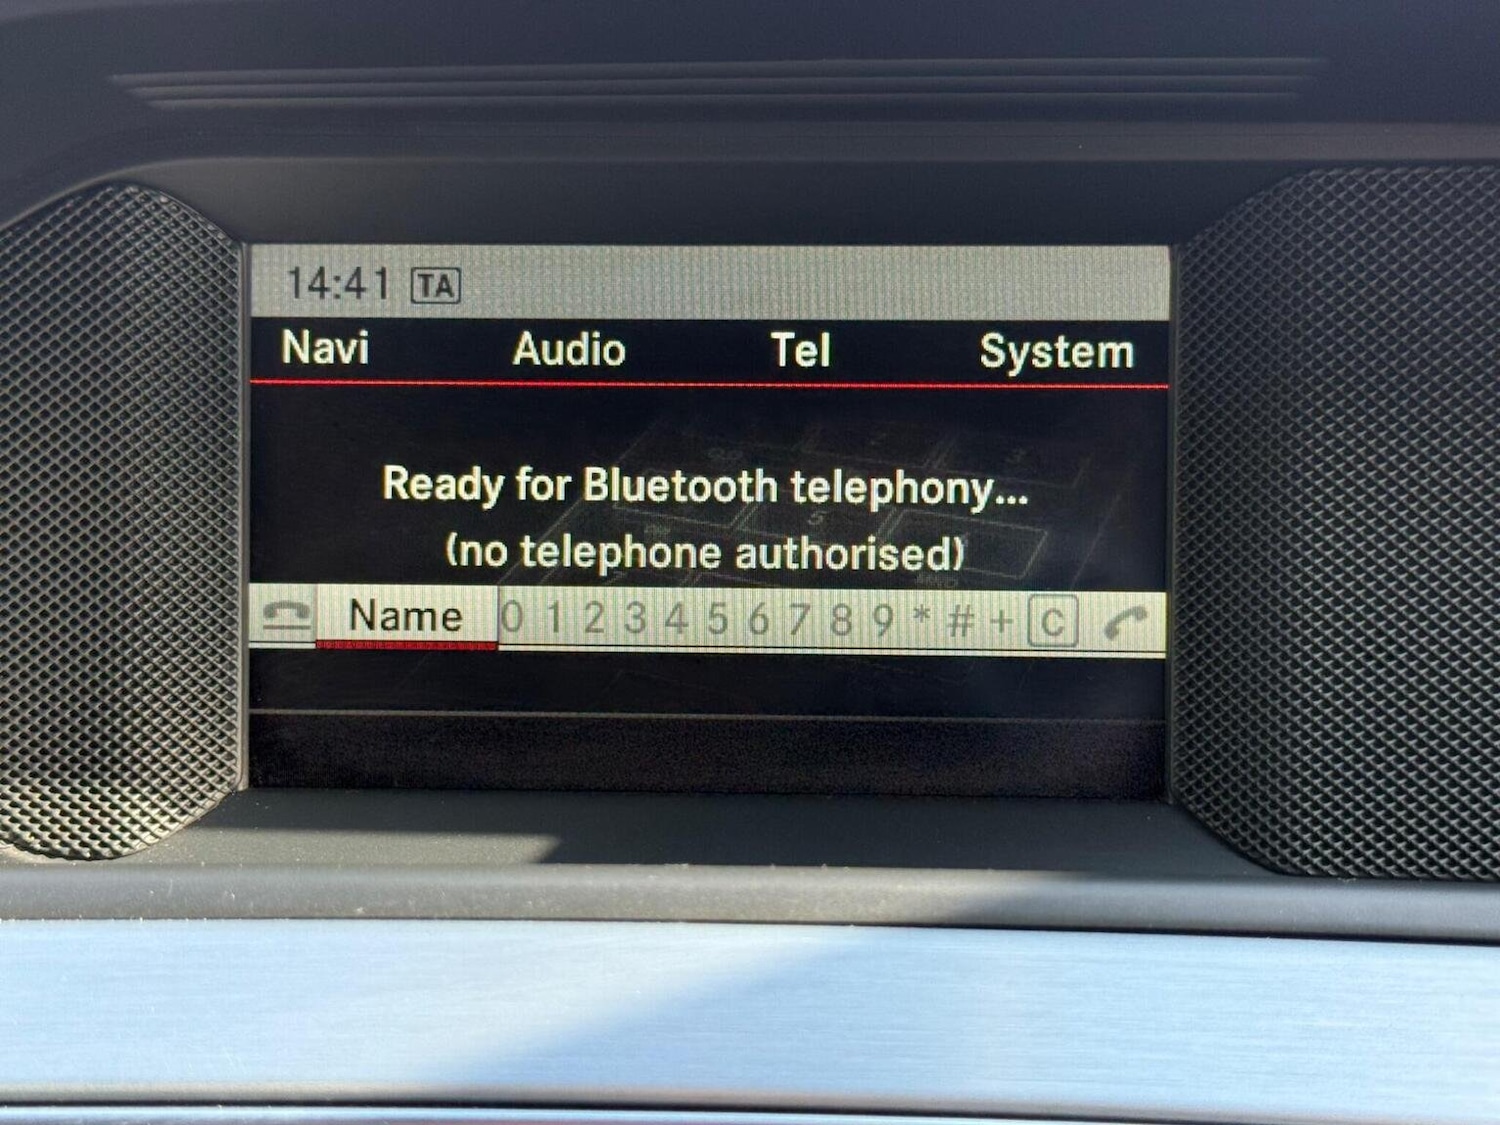 14:41 TA
Navi Audio Tel System
Ready for Bluetooth telephony...
(no telephone authorised)
Name 0 1 2 3 4 5 6 7 8 9 * # + C